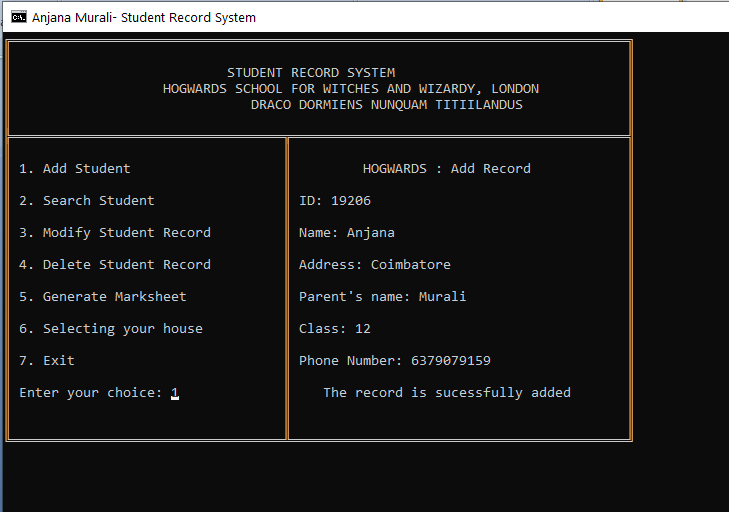 Anjana Murali- Student Record System
STUDENT RECORD SYSTEM
HOGWARDS SCHOOL FOR WITCHES AND WIZARDY, LONDON
DRACO DORMIENS NUNQUAM TITIILANDUS
1. Add Student
2. Search Student
3. Modify Student Record
4. Delete Student Record
5. Generate Marksheet
6. Selecting your house
7. Exit
Enter your choice: 1
HOGWARDS : Add Record
ID: 19206
Name: Anjana
Address: Coimbatore
Parent's name: Murali
Class: 12
Phone Number: 6379079159
The record is sucessfully added